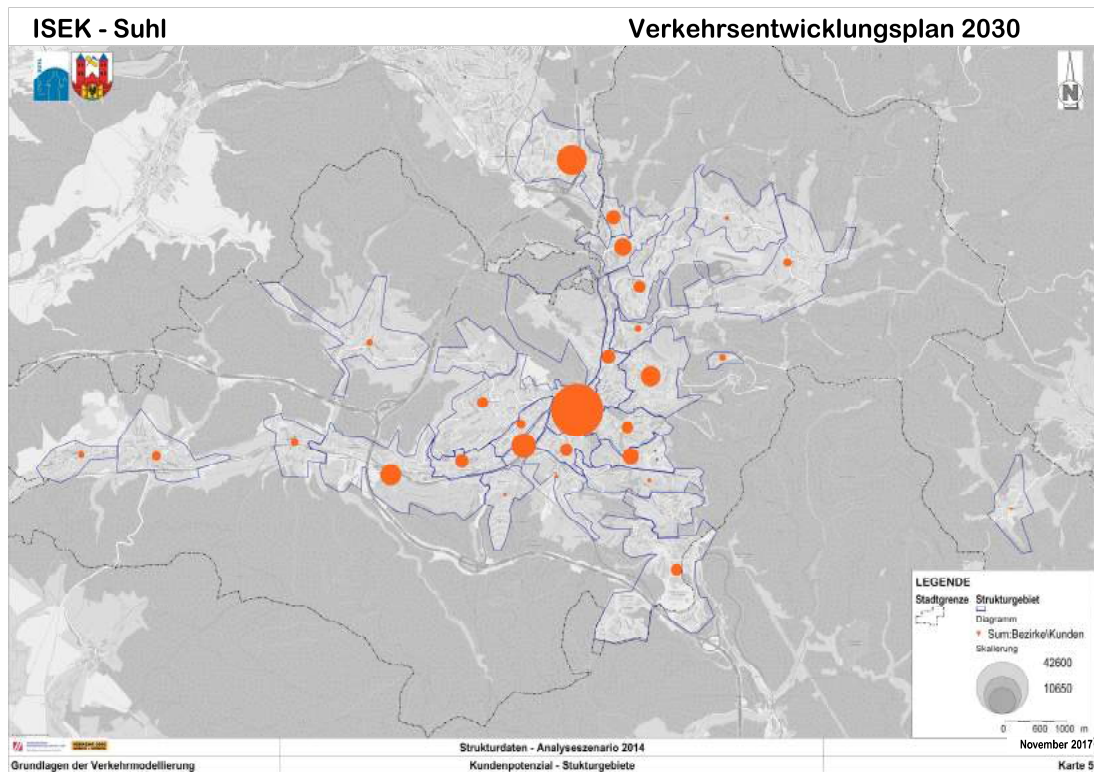 ISEK - Suhl
Verkehrsentwicklungsplan 2030
SUHL
N
LEGENDE
Stadtgrenze Strukturgebiet
Diagramm
Sum:Bezirke\Kunden
Skalierung
42600
10650
0 600 1000 m
November 2017
Strukturdaten - Analyseszenario 2014
Grundlagen der Verkehrmodellierung
Kundenpotenzial - Stukturgebiete
Karte 5